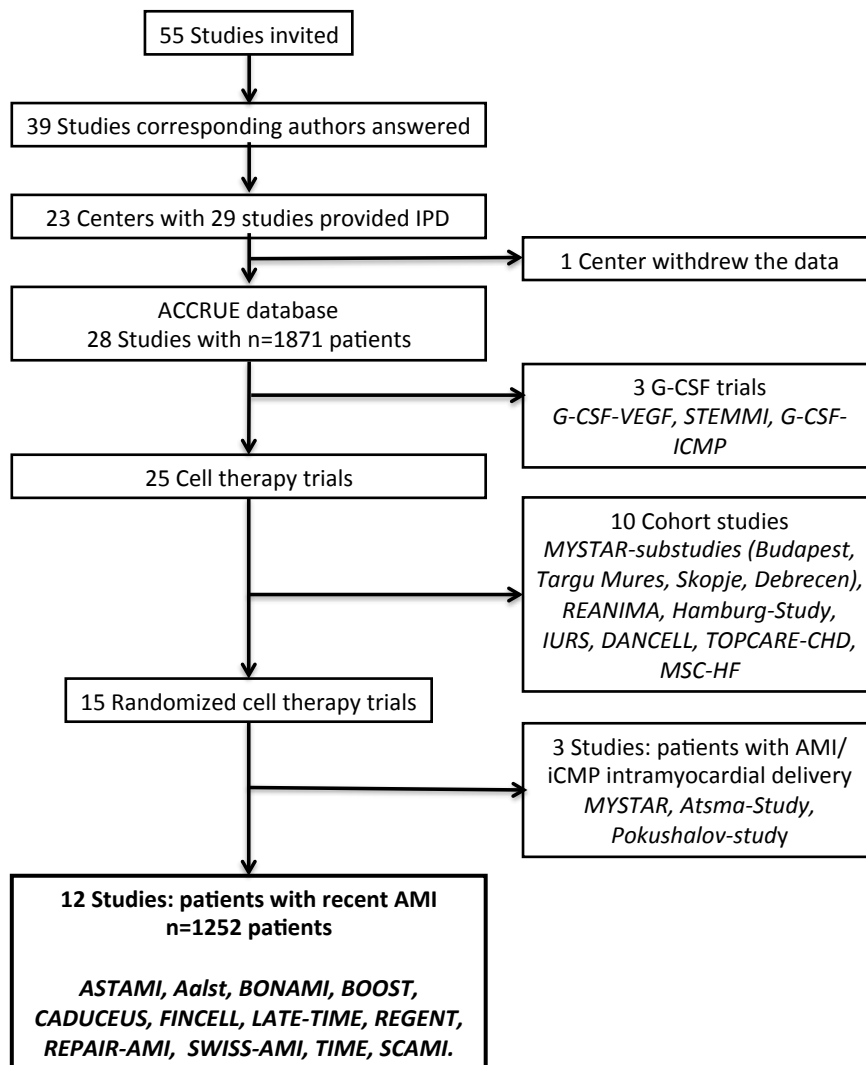 55 Studies invited
39 Studies corresponding authors answered
23 Centers with 29 studies provided IPD
1 Center withdrew the data
ACCRUE database
28 Studies with n=1871 patients
3 G-CSF trials
G-CSF-VEGF, STEMMI, G-CSF-
ICMP
25 Cell therapy trials
10 Cohort studies
MYSTAR-substudies (Budapest,
Targu Mures, Skopje, Debrecen),
REANIMA, Hamburg-Study,
IURS, DANCELL, TOPCARE-CHD,
MSC-HF
15 Randomized cell therapy trials
3 Studies: patients with AMI/
iCMP intramyocardial delivery
MYSTAR, Atsma-Study,
Pokushalov-study
12 Studies: patients with recent AMI
n=1252 patients
ASTAMI, Aalst, BONAMI, BOOST,
CADUCEUS, FINCELL, LATE-TIME, REGENT,
REPAIR-AMI, SWISS-AMI, TIME, SCAMI.